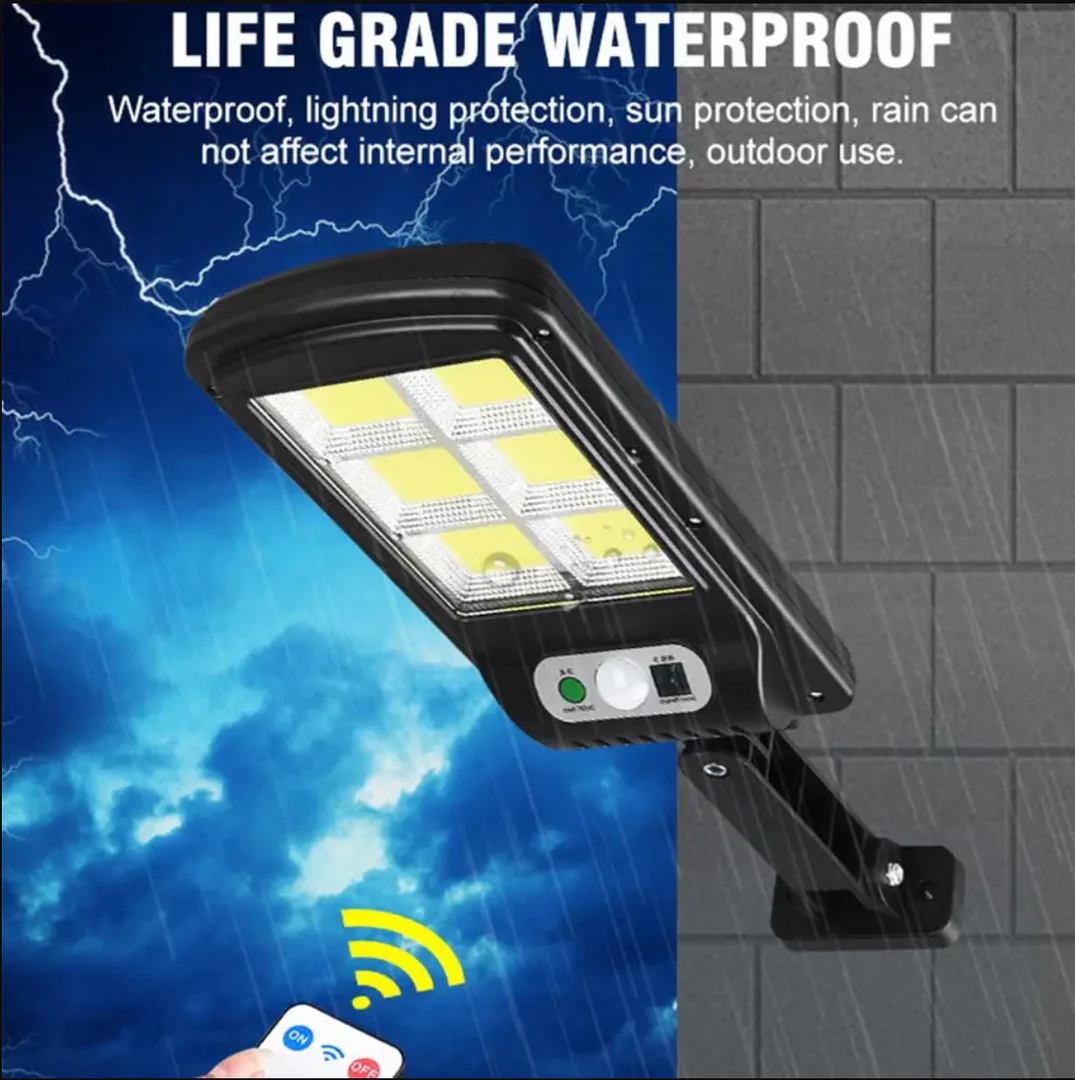 LIFE GRADE WATERPROOF
Waterproof, lightning protection, sun protection, rain can
not affect internal performance, outdoor use.
ON
OFF